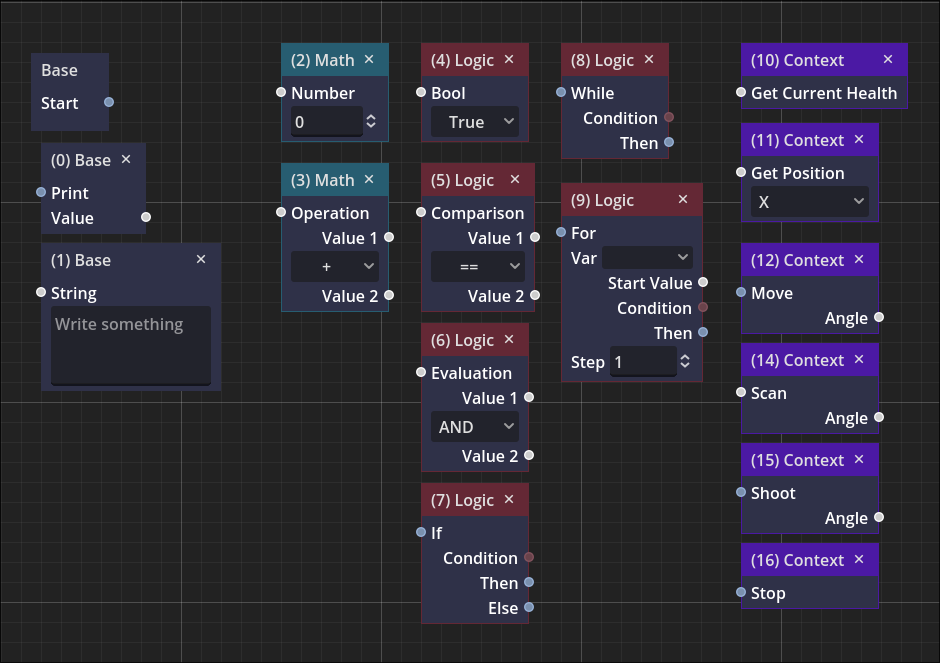 Base
Start
(0) Base ×
Print
Value
(1) Base ×
String
Write something
(2) Math ×
Number
0
(3) Math ×
Operation
Value 1
+
Value 2
(4) Logic ×
Bool
True
(5) Logic ×
Comparison
Value 1
==
Value 2
(6) Logic ×
Evaluation
Value 1
AND
Value 2
(7) Logic ×
If
Condition
Then
Else
(8) Logic ×
While
Condition
Then
(9) Logic ×
For
Var
Start Value
Condition
Then
Step 1
(10) Context ×
Get Current Health
(11) Context ×
Get Position
X
(12) Context ×
Move
Angle
(14) Context ×
Scan
Angle
(15) Context ×
Shoot
Angle
(16) Context ×
Stop